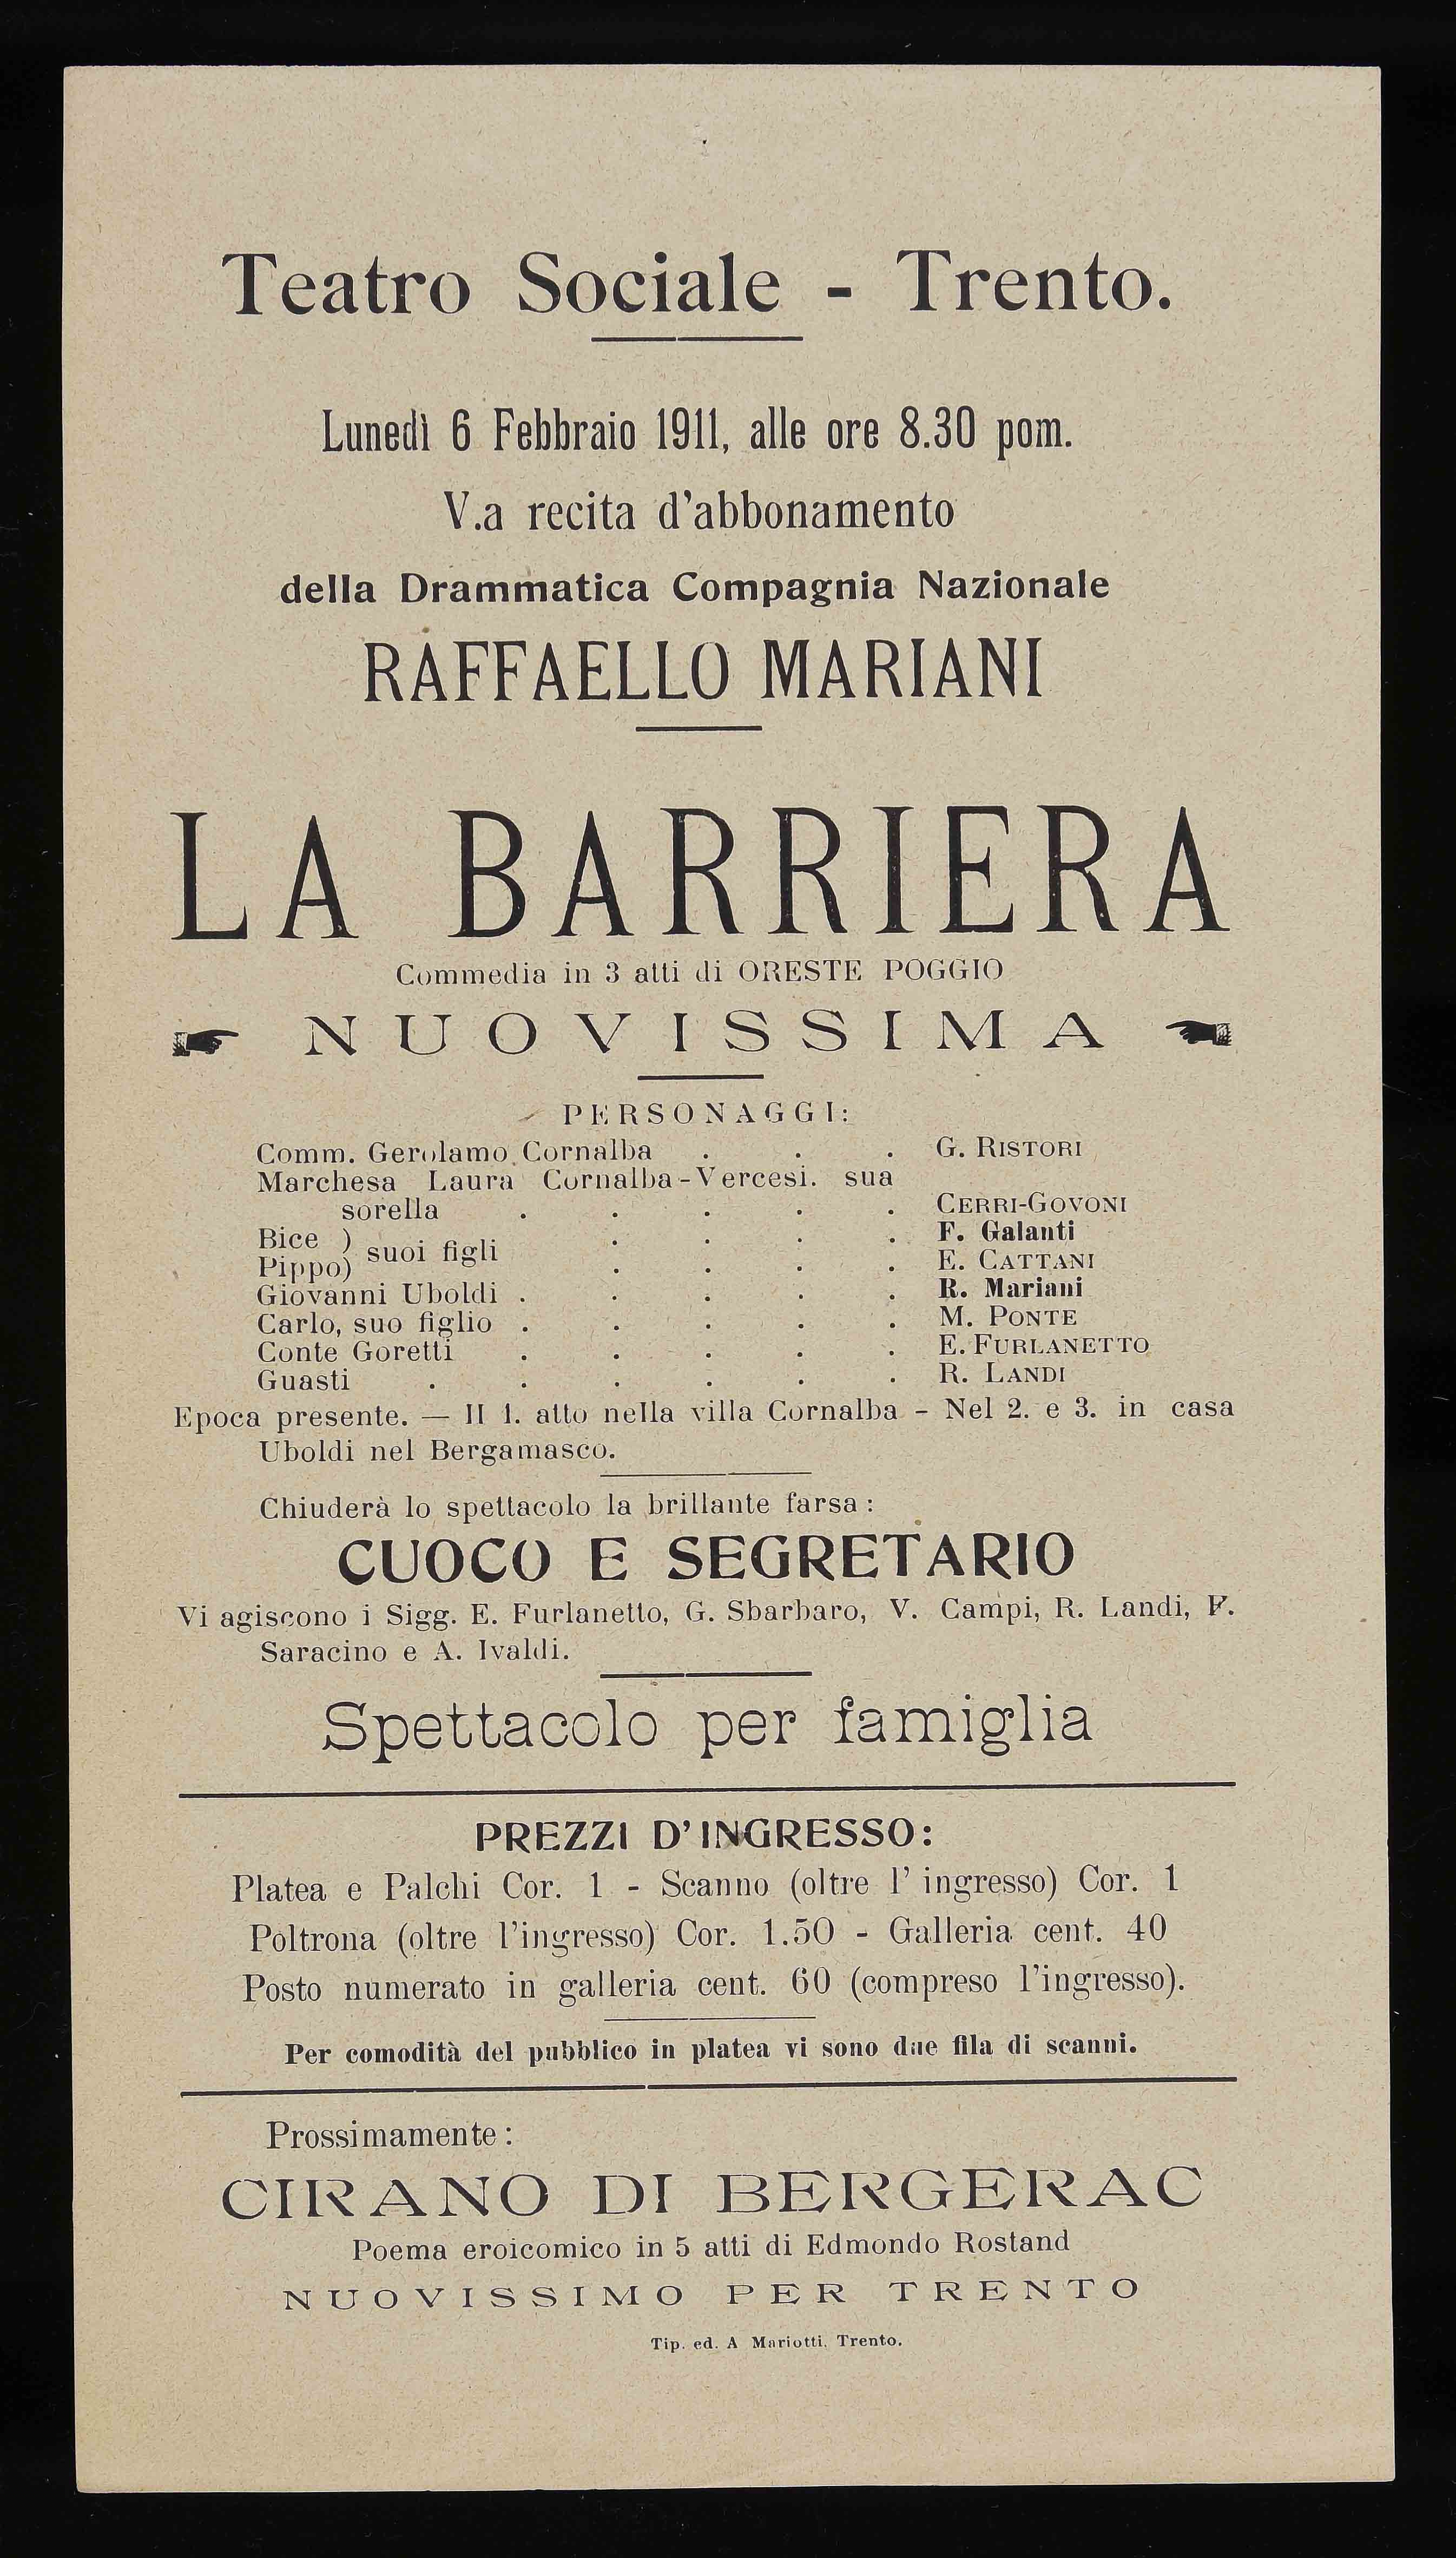 Teatro Sociale - Trento.
Lunedì 6 Febbraio 1911, alle ore 8.30 pom.
V.a recita d'abbonamento
della Drammatica Compagnia Nazionale
RAFFAELLO MARIANI
LA BARRIERA
Commedia in 3 atti di ORESTE POGGIO
NUOVISSIMA
PERSONAGGI:
Comm. Gerolamo Cornalba . . . G. RISTORI
Marchesa Laura Cornalba-Vercesi. sua
sorella . . . . . CERRI-GOVONI
Bice ) suoi figli . . . . F. Galanti
Pippo) . . . . E. CATTANI
Giovanni Uboldi . . . . . R. Mariani
Carlo, suo figlio . . . . . M. PONTE
Conte Goretti . . . . . E. FURLANETTO
Guasti . . . . . . R. LANDI
Epoca presente. — Il 1. atto nella villa Cornalba - Nel 2. e 3. in casa
Uboldi nel Bergamasco.
Chiuderà lo spettacolo la brillante farsa:
CUOCO E SEGRETARIO
Vi agiscono i Sigg. E. Furlanetto, G. Sbarbaro, V. Campi, R. Landi, F.
Saracino e A. Ivaldi.
Spettacolo per famiglia
PREZZI D'INGRESSO:
Platea e Palchi Cor. 1 - Scanno (oltre l'ingresso) Cor. 1
Poltrona (oltre l'ingresso) Cor. 1.50 - Galleria cent. 40
Posto numerato in galleria cent. 60 (compreso l'ingresso).
Per comodità del pubblico in platea vi sono due fila di scanni.
Prossimamente:
CIRANO DI BERGERAC
Poema eroicomico in 5 atti di Edmondo Rostand
NUOVISSIMO PER TRENTO
Tip. ed. A Mariotti, Trento.